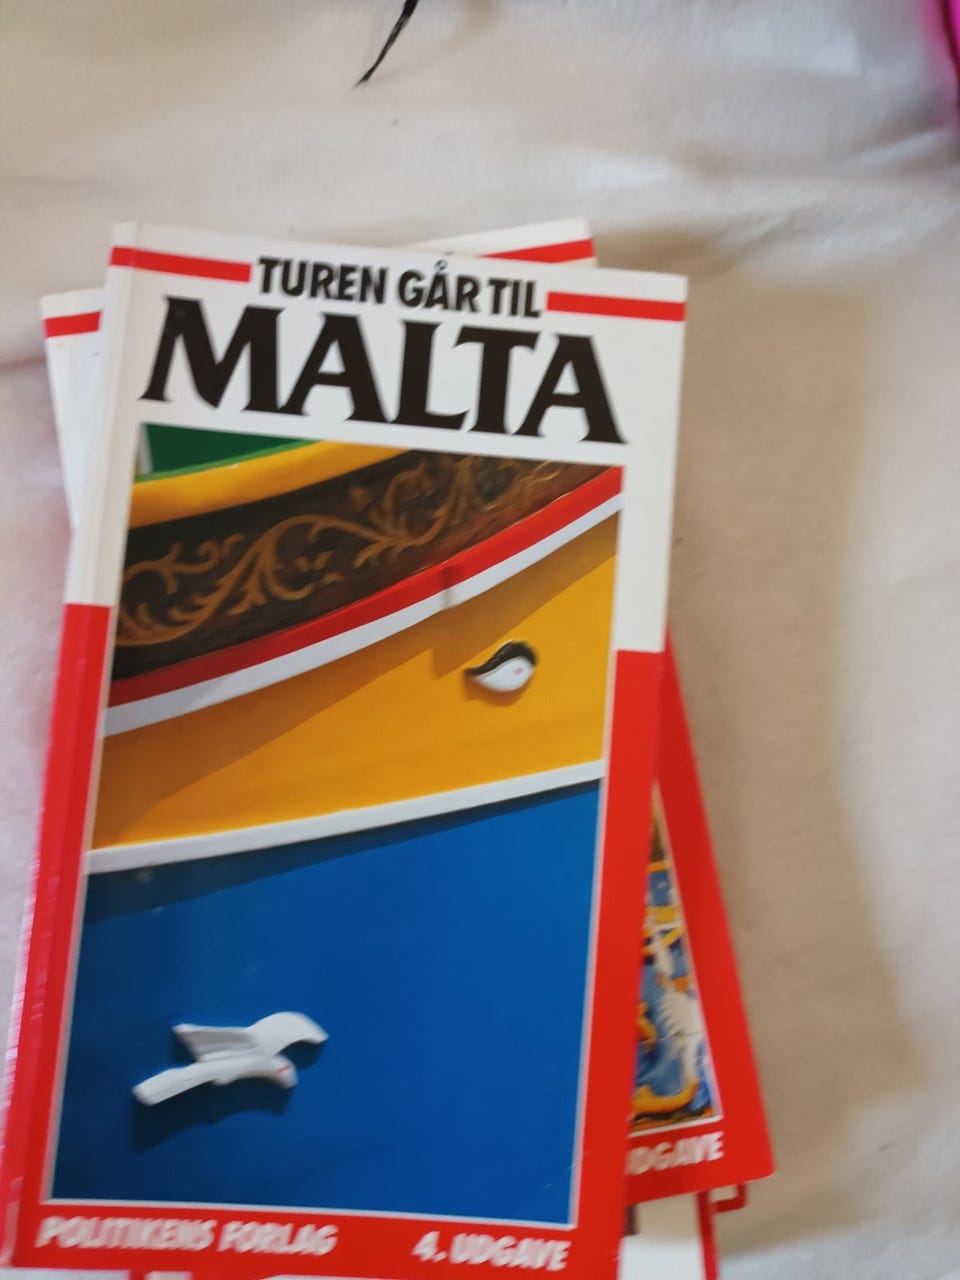 TUREN GÅR TIL
MALTA
POLITIKENS FORLAG
4. UDGAVE